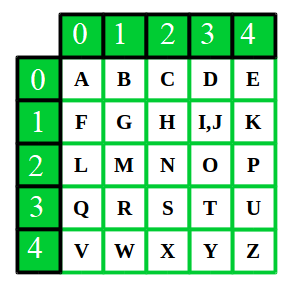 0 1 2 3 4
0 A B C D E
1 F G H I,J K
2 L M N O P
3 Q R S T U
4 V W X Y Z